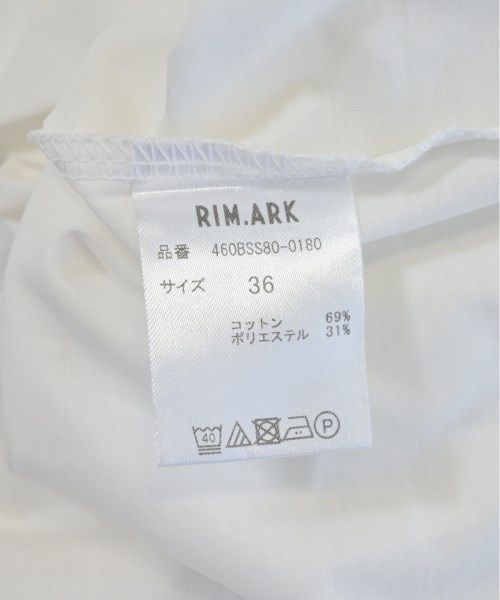 RIM.ARK
品番 460BSS80-0180
サイズ 36
コットン 69%
ポリエステル 31%
40 P